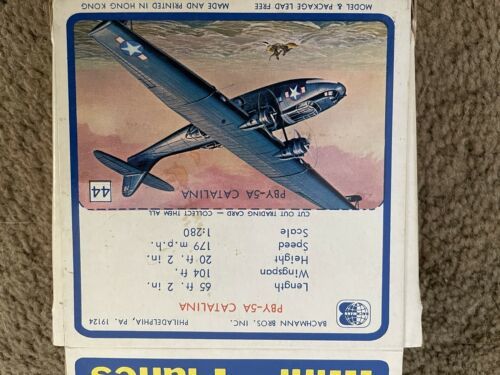 Mini-Planes
BACHMANN BROS. INC. PHILADELPHIA, PA. 19124
PBY-5A CATALINA
Length 65 ft. 2 in.
Wingspan 104 ft.
Height 20 ft. 2 in.
Speed 179 m.p.h.
Scale 1:280
CUT OUT TRADING CARD — COLLECT THEM ALL
PBY-5A CATALINA
44
MODEL & PACKAGE LEAD FREE MADE AND PRINTED IN HONG KONG